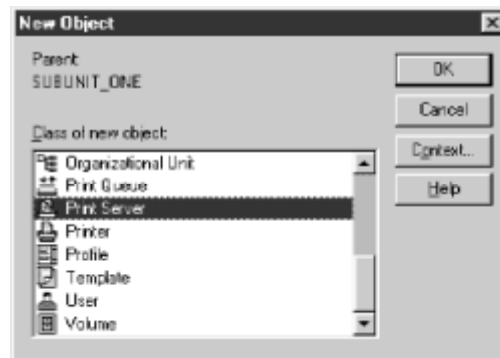 New Object
Parent:
SUBUNIT_ONE
Class of new object:
Organizational Unit
Print Queue
Print Server
Printer
Profile
Template
User
Volume
OK
Cancel
Context...
Help